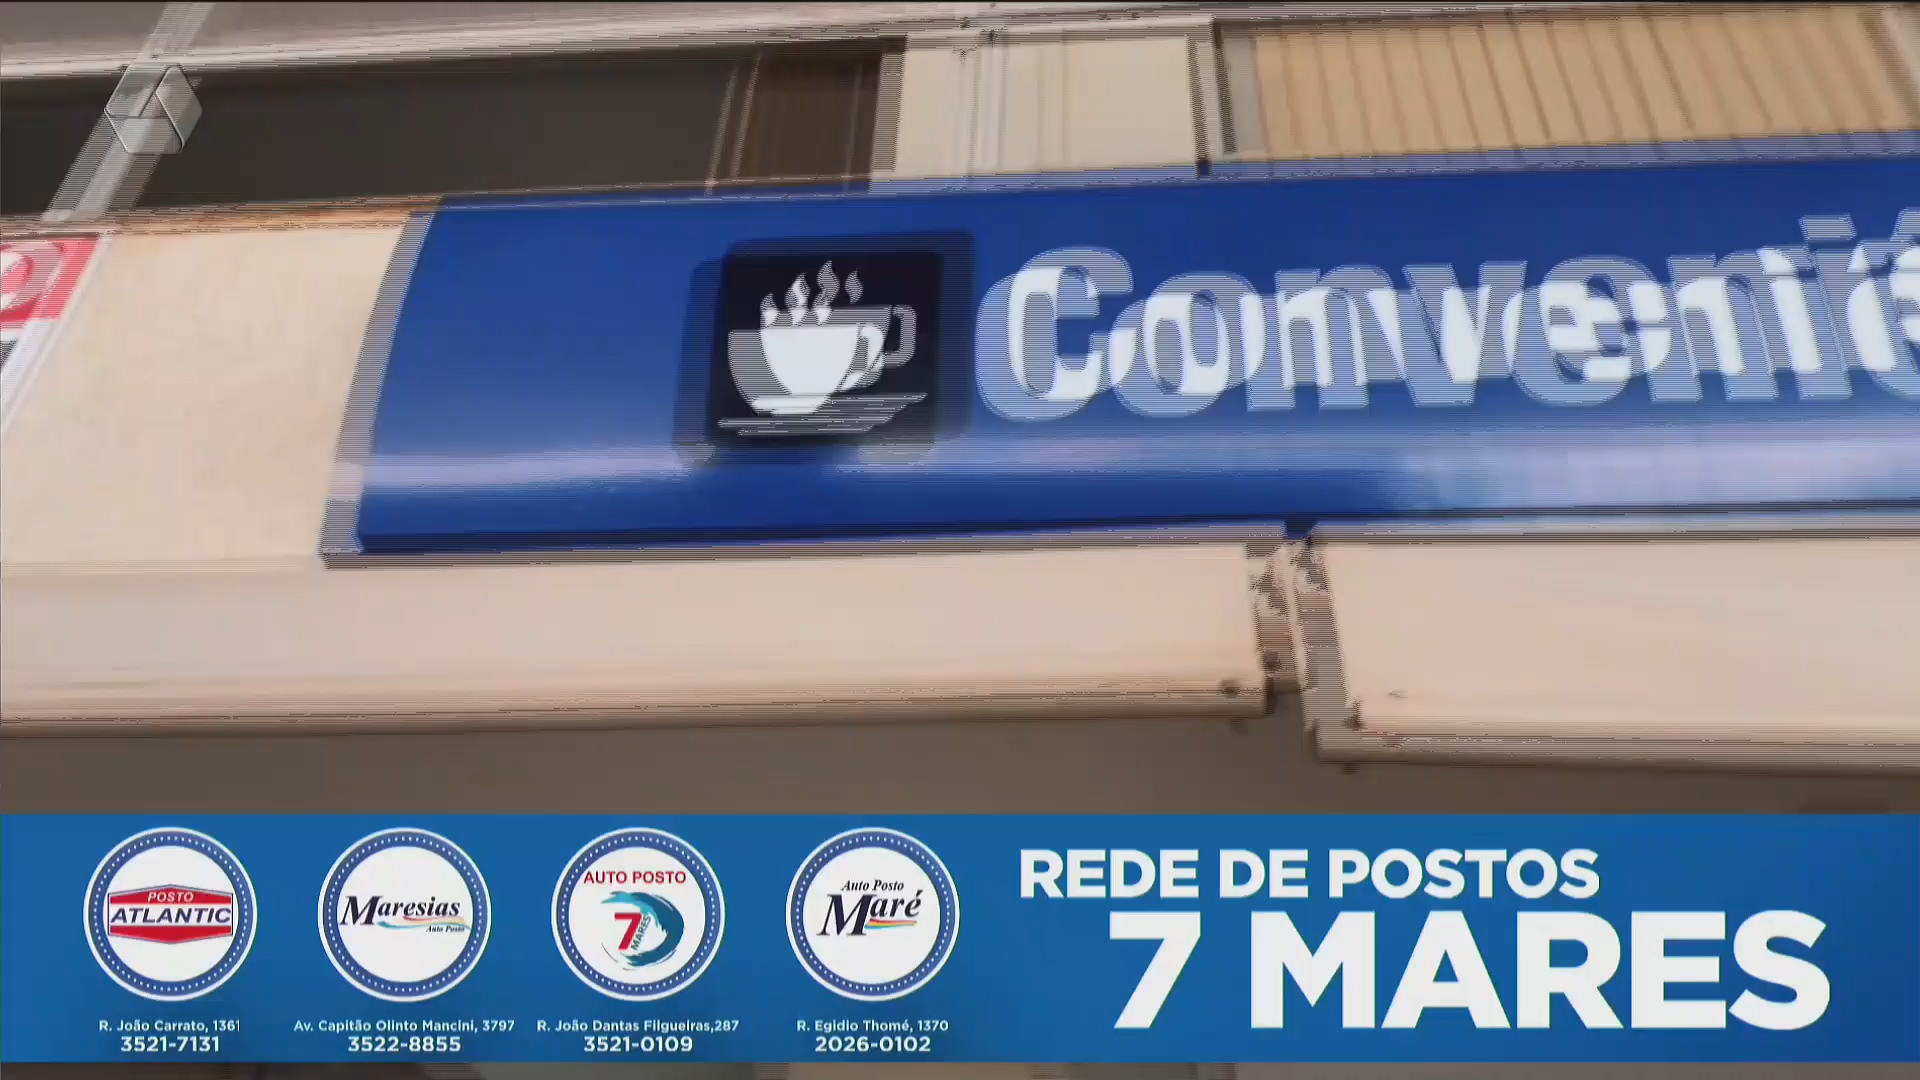 Conveniê
POSTO
ATLANTIC
Maresias
Auto Posto
AUTO POSTO
7
MARES
Auto Posto
Maré
REDE DE POSTOS
7 MARES
R. João Carrato, 1361
3521-7131
Av. Capitão Olinto Mancini, 3797
3522-8855
R. João Dantas Filgueiras,287
3521-0109
R. Egidio Thomé, 1370
2026-0102